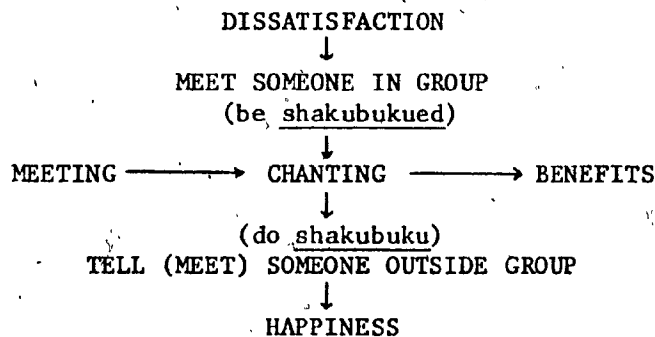 DISSATISFACTION
MEET SOMEONE IN GROUP
(be shakubukued)
MEETING CHANTING BENEFITS
(do shakubuku)
TELL (MEET) SOMEONE OUTSIDE GROUP
HAPPINESS